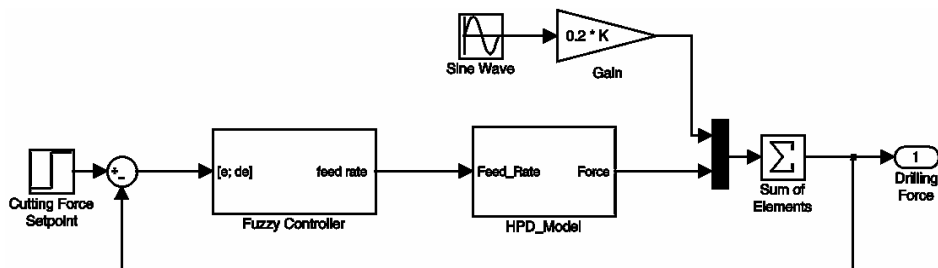 0.2 * K
Sine Wave
Gain
[e; de]
feed rate
Feed_Rate
Force
+
-
1
Cutting Force
Setpoint
Fuzzy Controller
HPD_Model
Σ
Sum of
Elements
Drilling
Force